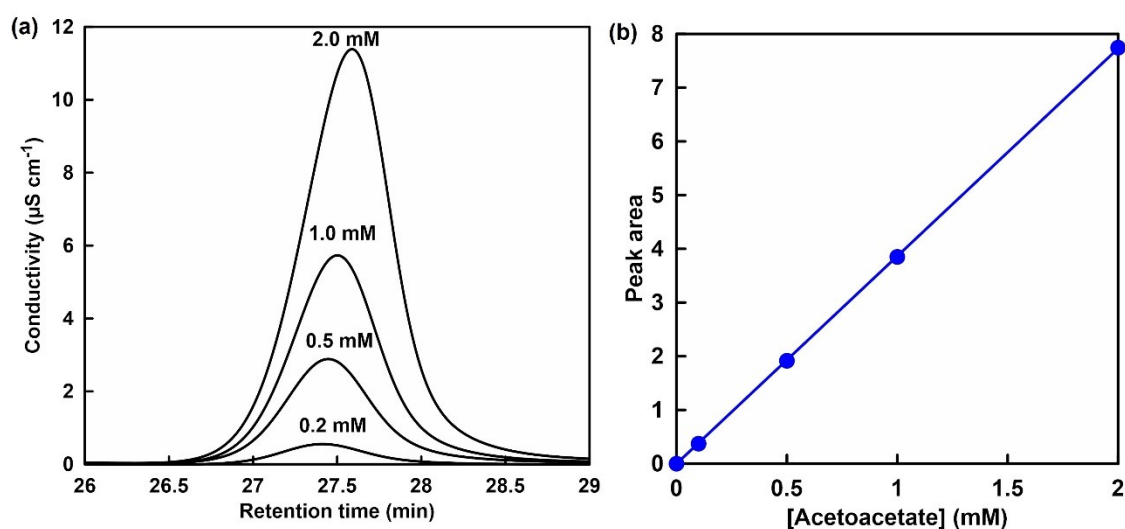 (a)
12
10
8
6
4
2
0
2.0 mM
1.0 mM
0.5 mM
0.2 mM
Conductivity (µS cm⁻¹)
26 26.5 27 27.5 28 28.5 29
Retention time (min)
(b)
8
7
6
5
4
3
2
1
0
Peak area
0 0.5 1 1.5 2
[Acetoacetate] (mM)